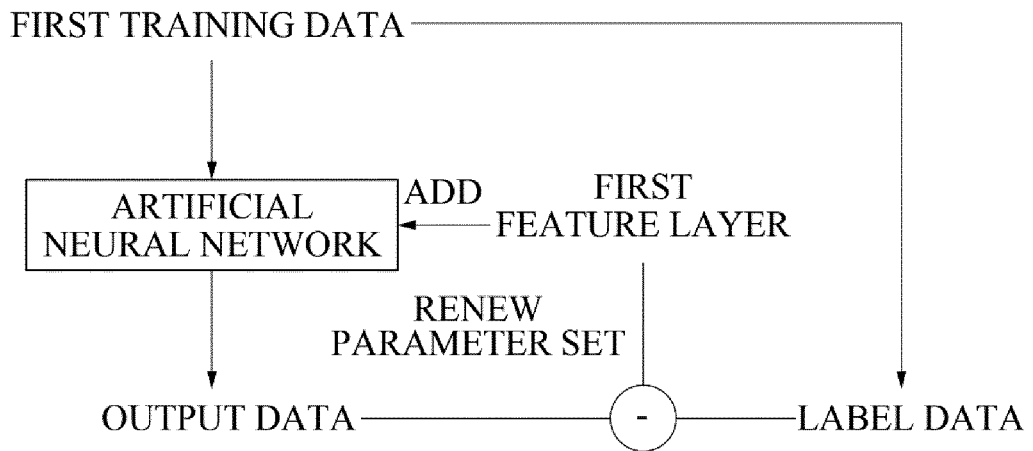 FIRST TRAINING DATA
ARTIFICIAL
NEURAL NETWORK
ADD
FIRST
FEATURE LAYER
RENEW
PARAMETER SET
OUTPUT DATA
-
LABEL DATA